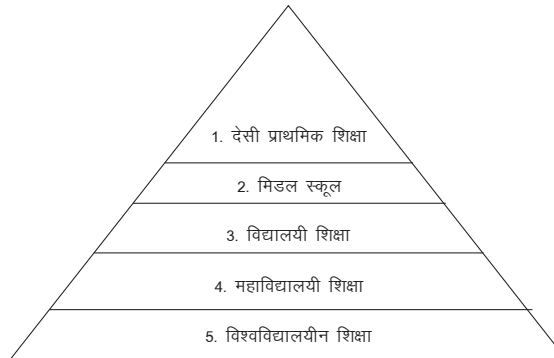 1. देसी प्राथमिक शिक्षा
2. मिडल स्कूल
3. विद्यालयी शिक्षा
4. महाविद्यालयी शिक्षा
5. विश्वविद्यालयीन शिक्षा